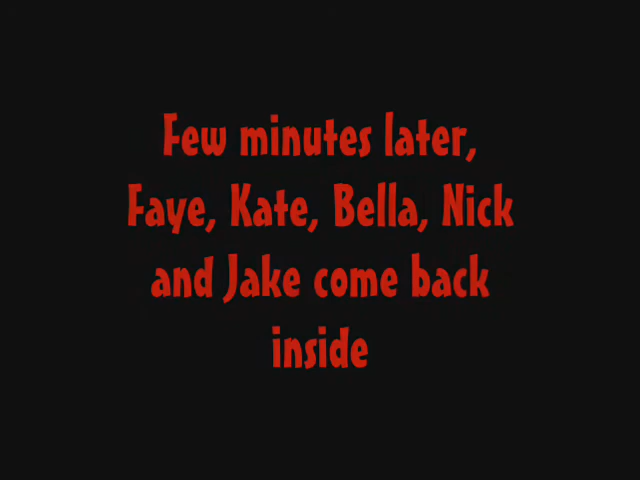 Few minutes later,
Faye, Kate, Bella, Nick
and Jake come back
inside